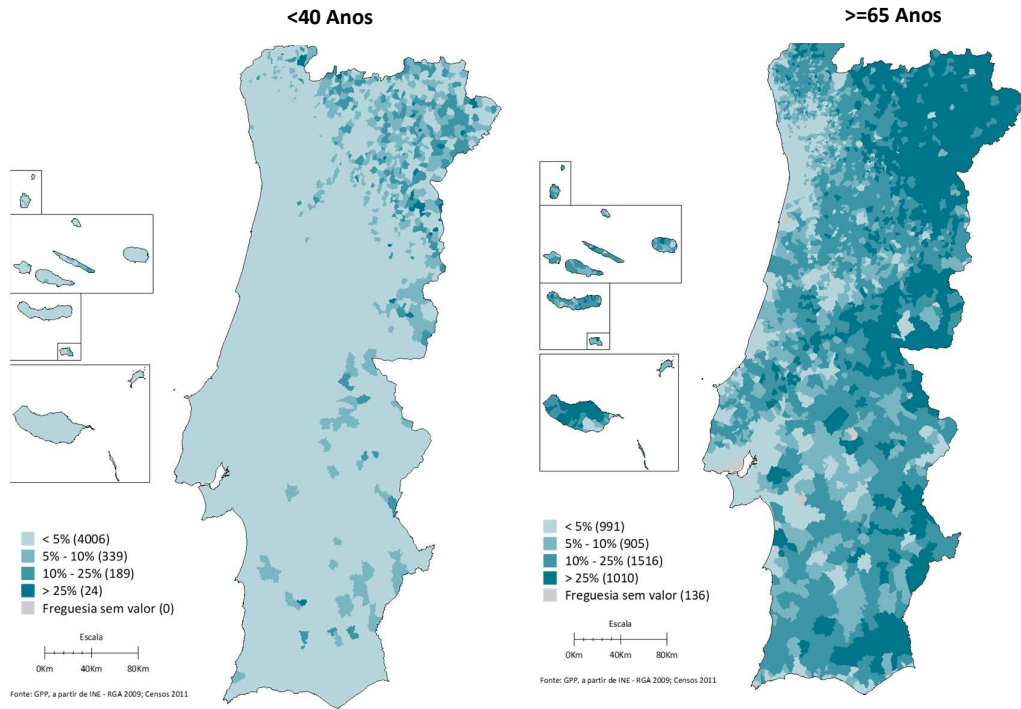 <40 Anos
< 5% (4006)
5% - 10% (339)
10% - 25% (189)
> 25% (24)
Freguesia sem valor (0)
Escala
0Km 40Km 80Km
Fonte: GPP, a partir de INE - RGA 2009; Censos 2011
>=65 Anos
< 5% (991)
5% - 10% (905)
10% - 25% (1516)
> 25% (1010)
Freguesia sem valor (136)
Escala
0Km 40Km 80Km
Fonte: GPP, a partir de INE - RGA 2009; Censos 2011